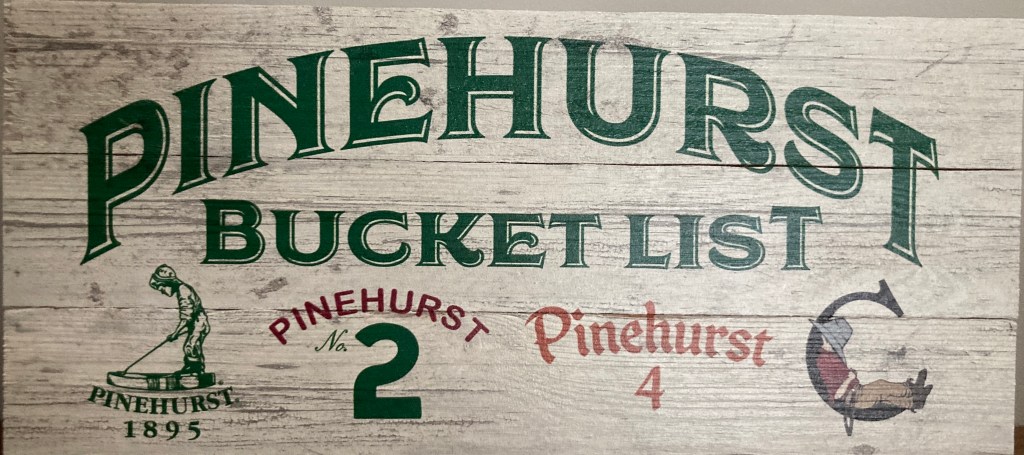 PINEHURST
BUCKET LIST
PINEHURST
1895
PINEHURST
No. 2
Pinehurst
4
C